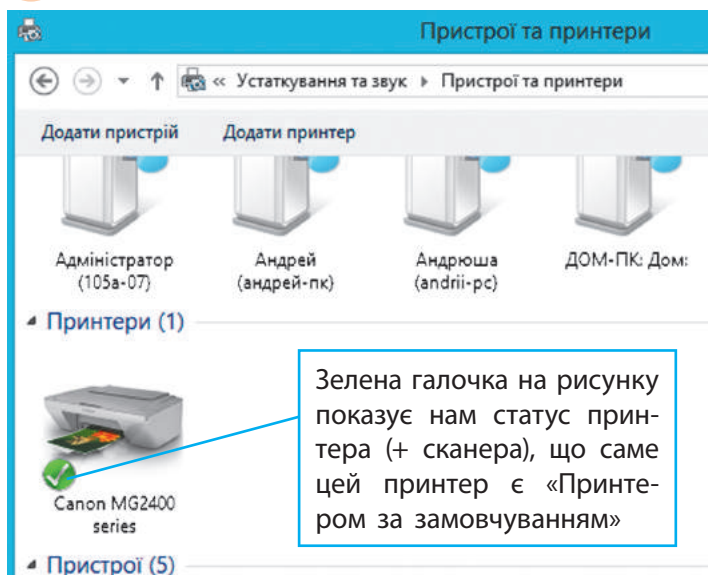 Пристрої та принтери
« Устаткування та звук ▸ Пристрої та принтери
Додати пристрій Додати принтер
Адміністратор (105a-07)
Андрей (андрей-пк)
Андрюша (andrii-pc)
ДОМ-ПК: Дом:
Принтери (1)
Зелена галочка на рисунку
показує нам статус прин-
тера (+ сканера), що саме
цей принтер є «Принте-
ром за замовчуванням»
Canon MG2400
series
Пристрої (5)